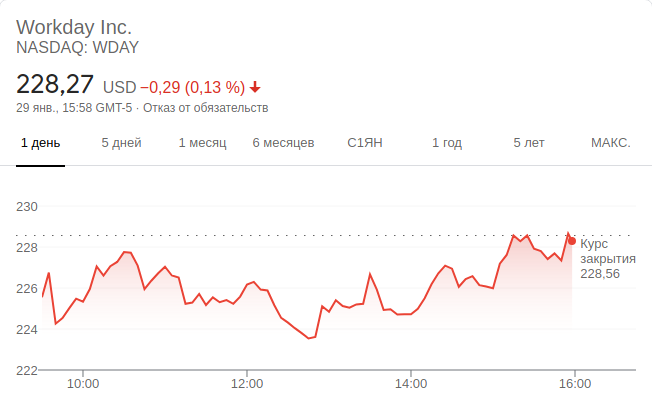 Workday Inc.
NASDAQ: WDAY
228,27 USD −0,29 (0,13 %)
29 янв., 15:58 GMT-5 · Отказ от обязательств
1 день 5 дней 1 месяц 6 месяцев С1ЯН 1 год 5 лет МАКС.
230
228
226
224
222
Курс
закрытия
228,56
10:00 12:00 14:00 16:00